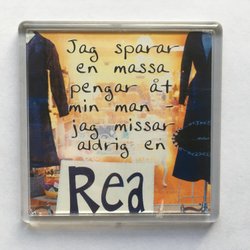 Jag sparar
en massa
pengar åt
min man -
jag missar
aldrig en
Rea